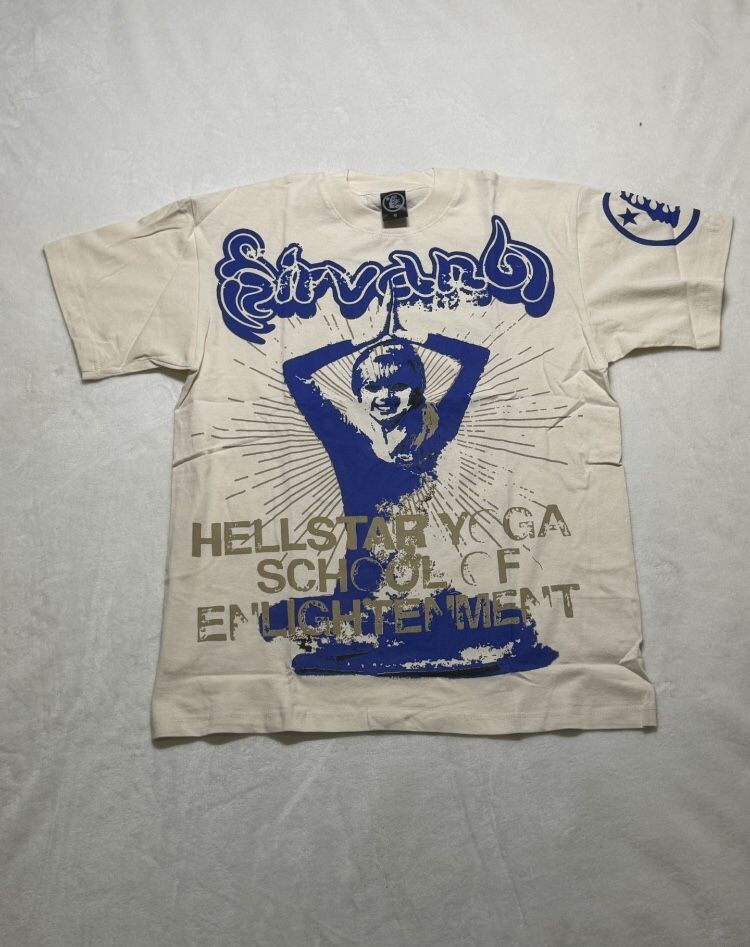 Nirvana
HELLSTAR YOGA
SCHOOL OF
ENLIGHTENMENT